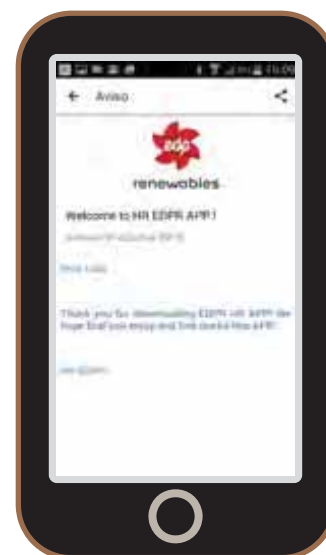 Aviso
edp
renewables
Welcome to HR EDPR APP!
Thank you for downloading EDPR HR APP! We
hope that you enjoy and find useful this APP!